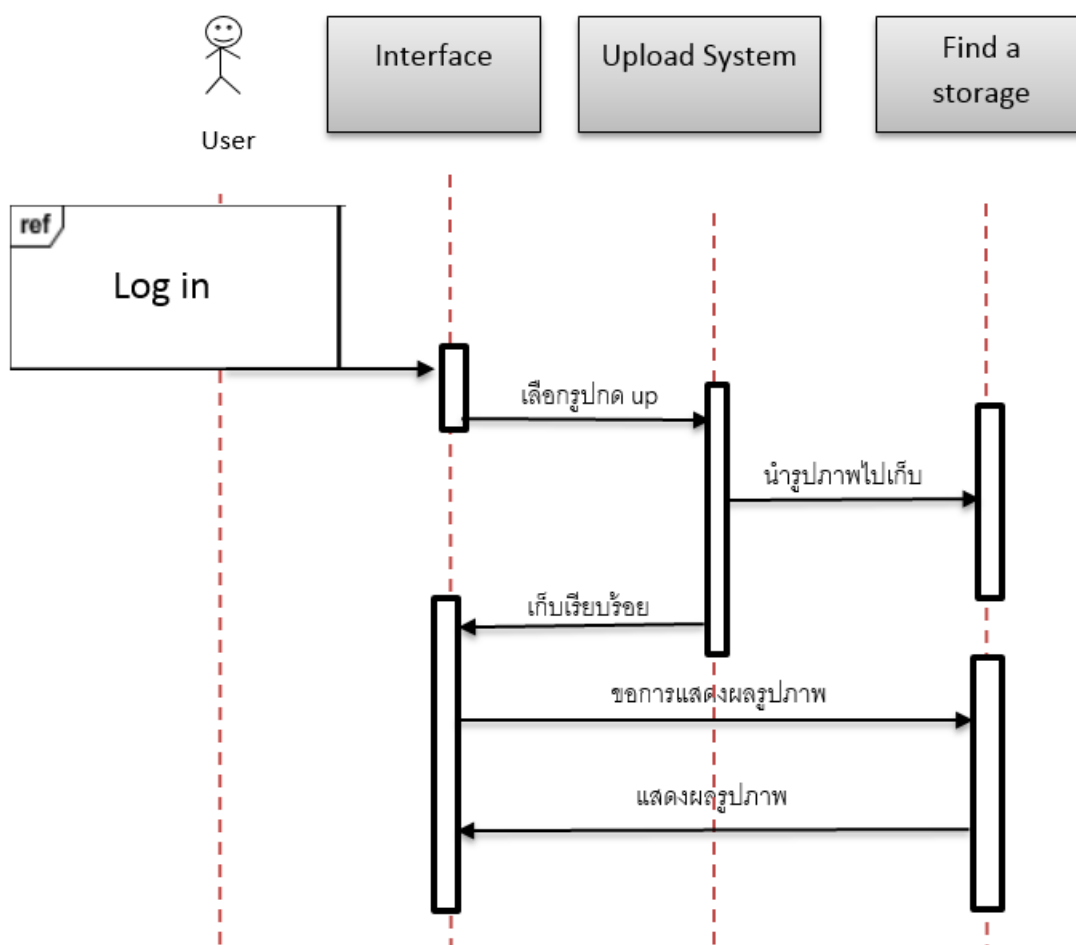 Interface
Upload System
Find a
storage
User
ref
Log in
เลือกรูปกด up
นำรูปภาพไปเก็บ
เก็บเรียบร้อย
ขอการแสดงผลรูปภาพ
แสดงผลรูปภาพ